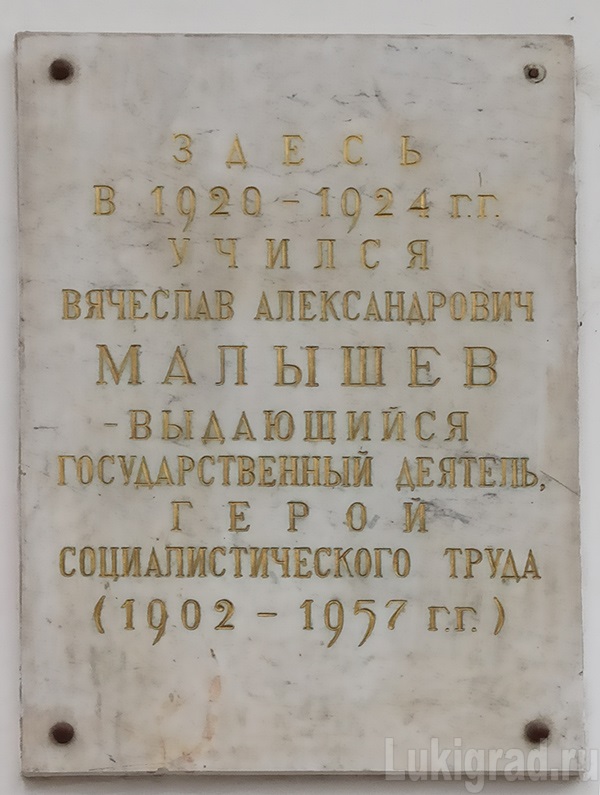 ЗДЕСЬ
В 1920 – 1924 г.г.
УЧИЛСЯ
ВЯЧЕСЛАВ АЛЕКСАНДРОВИЧ
МАЛЫШЕВ
– ВЫДАЮЩИЙСЯ
ГОСУДАРСТВЕННЫЙ ДЕЯТЕЛЬ,
ГЕРОЙ
СОЦИАЛИСТИЧЕСКОГО ТРУДА
(1902 – 1957 г.г.)
Lukigrad.ru